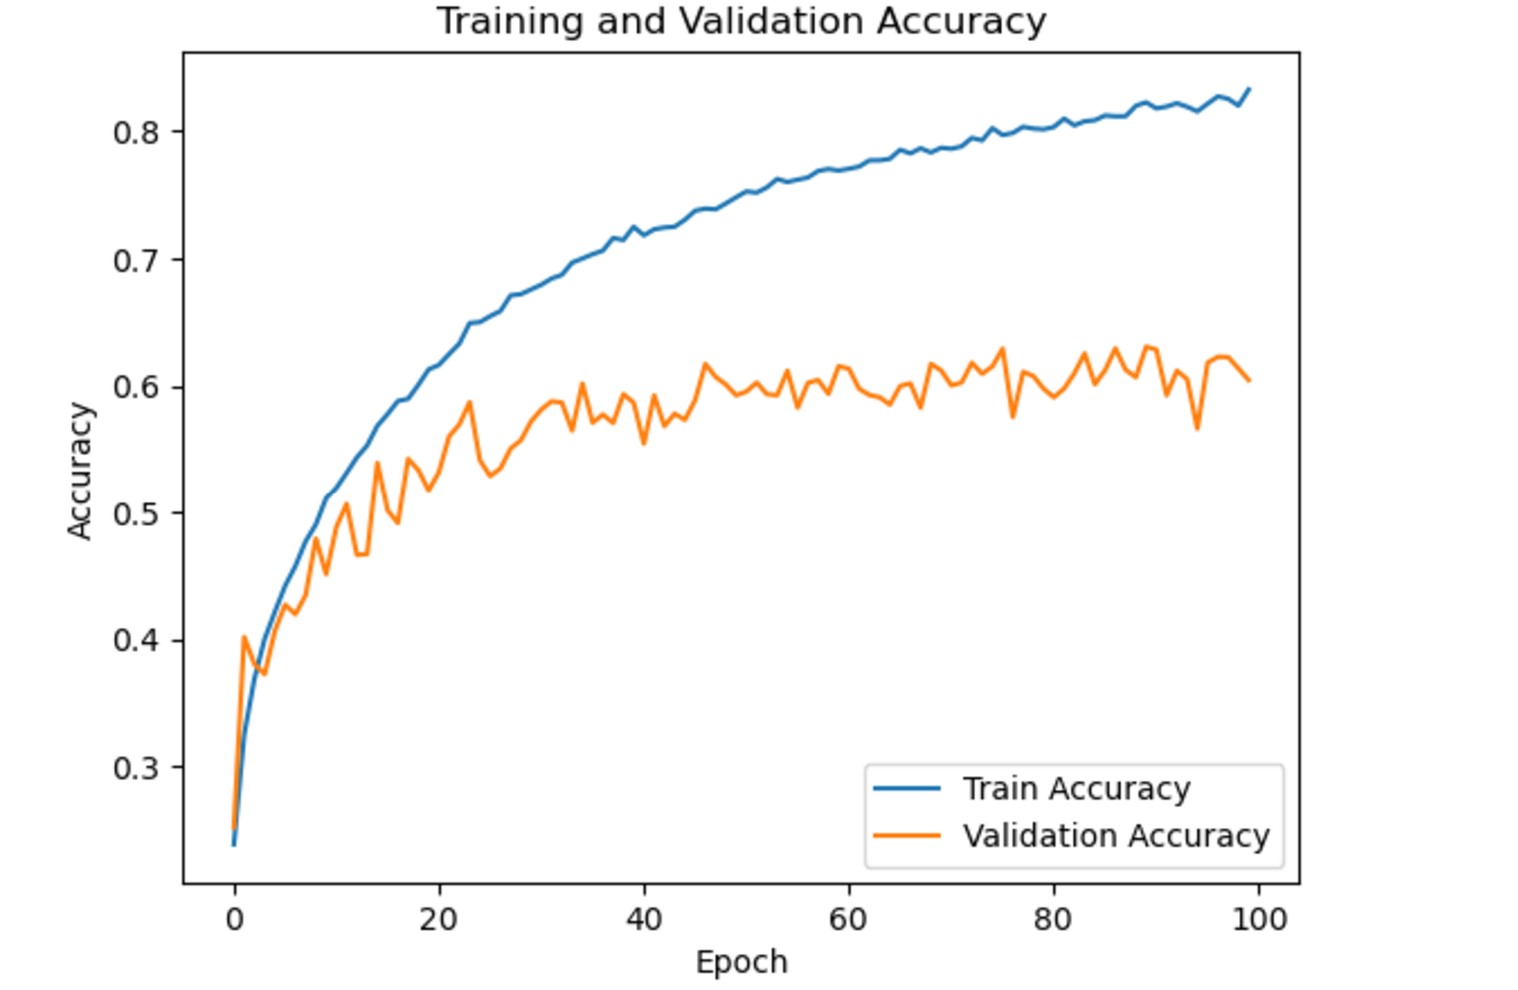 Training and Validation Accuracy
0.8
0.7
0.6
0.5
0.4
0.3
Accuracy
Train Accuracy
Validation Accuracy
0 20 40 60 80 100
Epoch